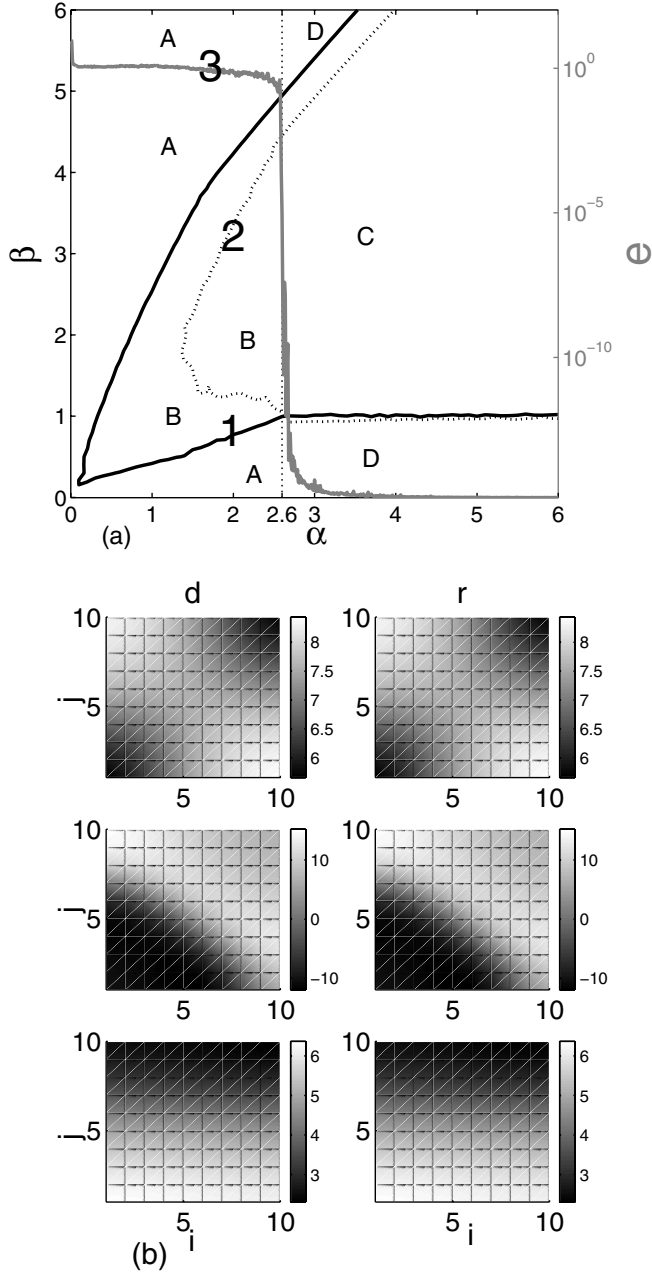 6
A
D
3
10^0
5
A
4
10^-5
β
2
C
e
3
2
B
10^-10
B
1
1
A
D
0
0 1 2 2.6 3 4 5 6
(a) α
d r
10 8 10 8
7.5 7.5
j 5 7 5 7
6.5 6.5
6 6
5 10 5 10
10 10 10 10
j 5 0 5 0
-10 -10
5 10 5 10
10 6 10 6
5 5
j 5 4 5 4
3 3
5 10 5 10
i i
(b)